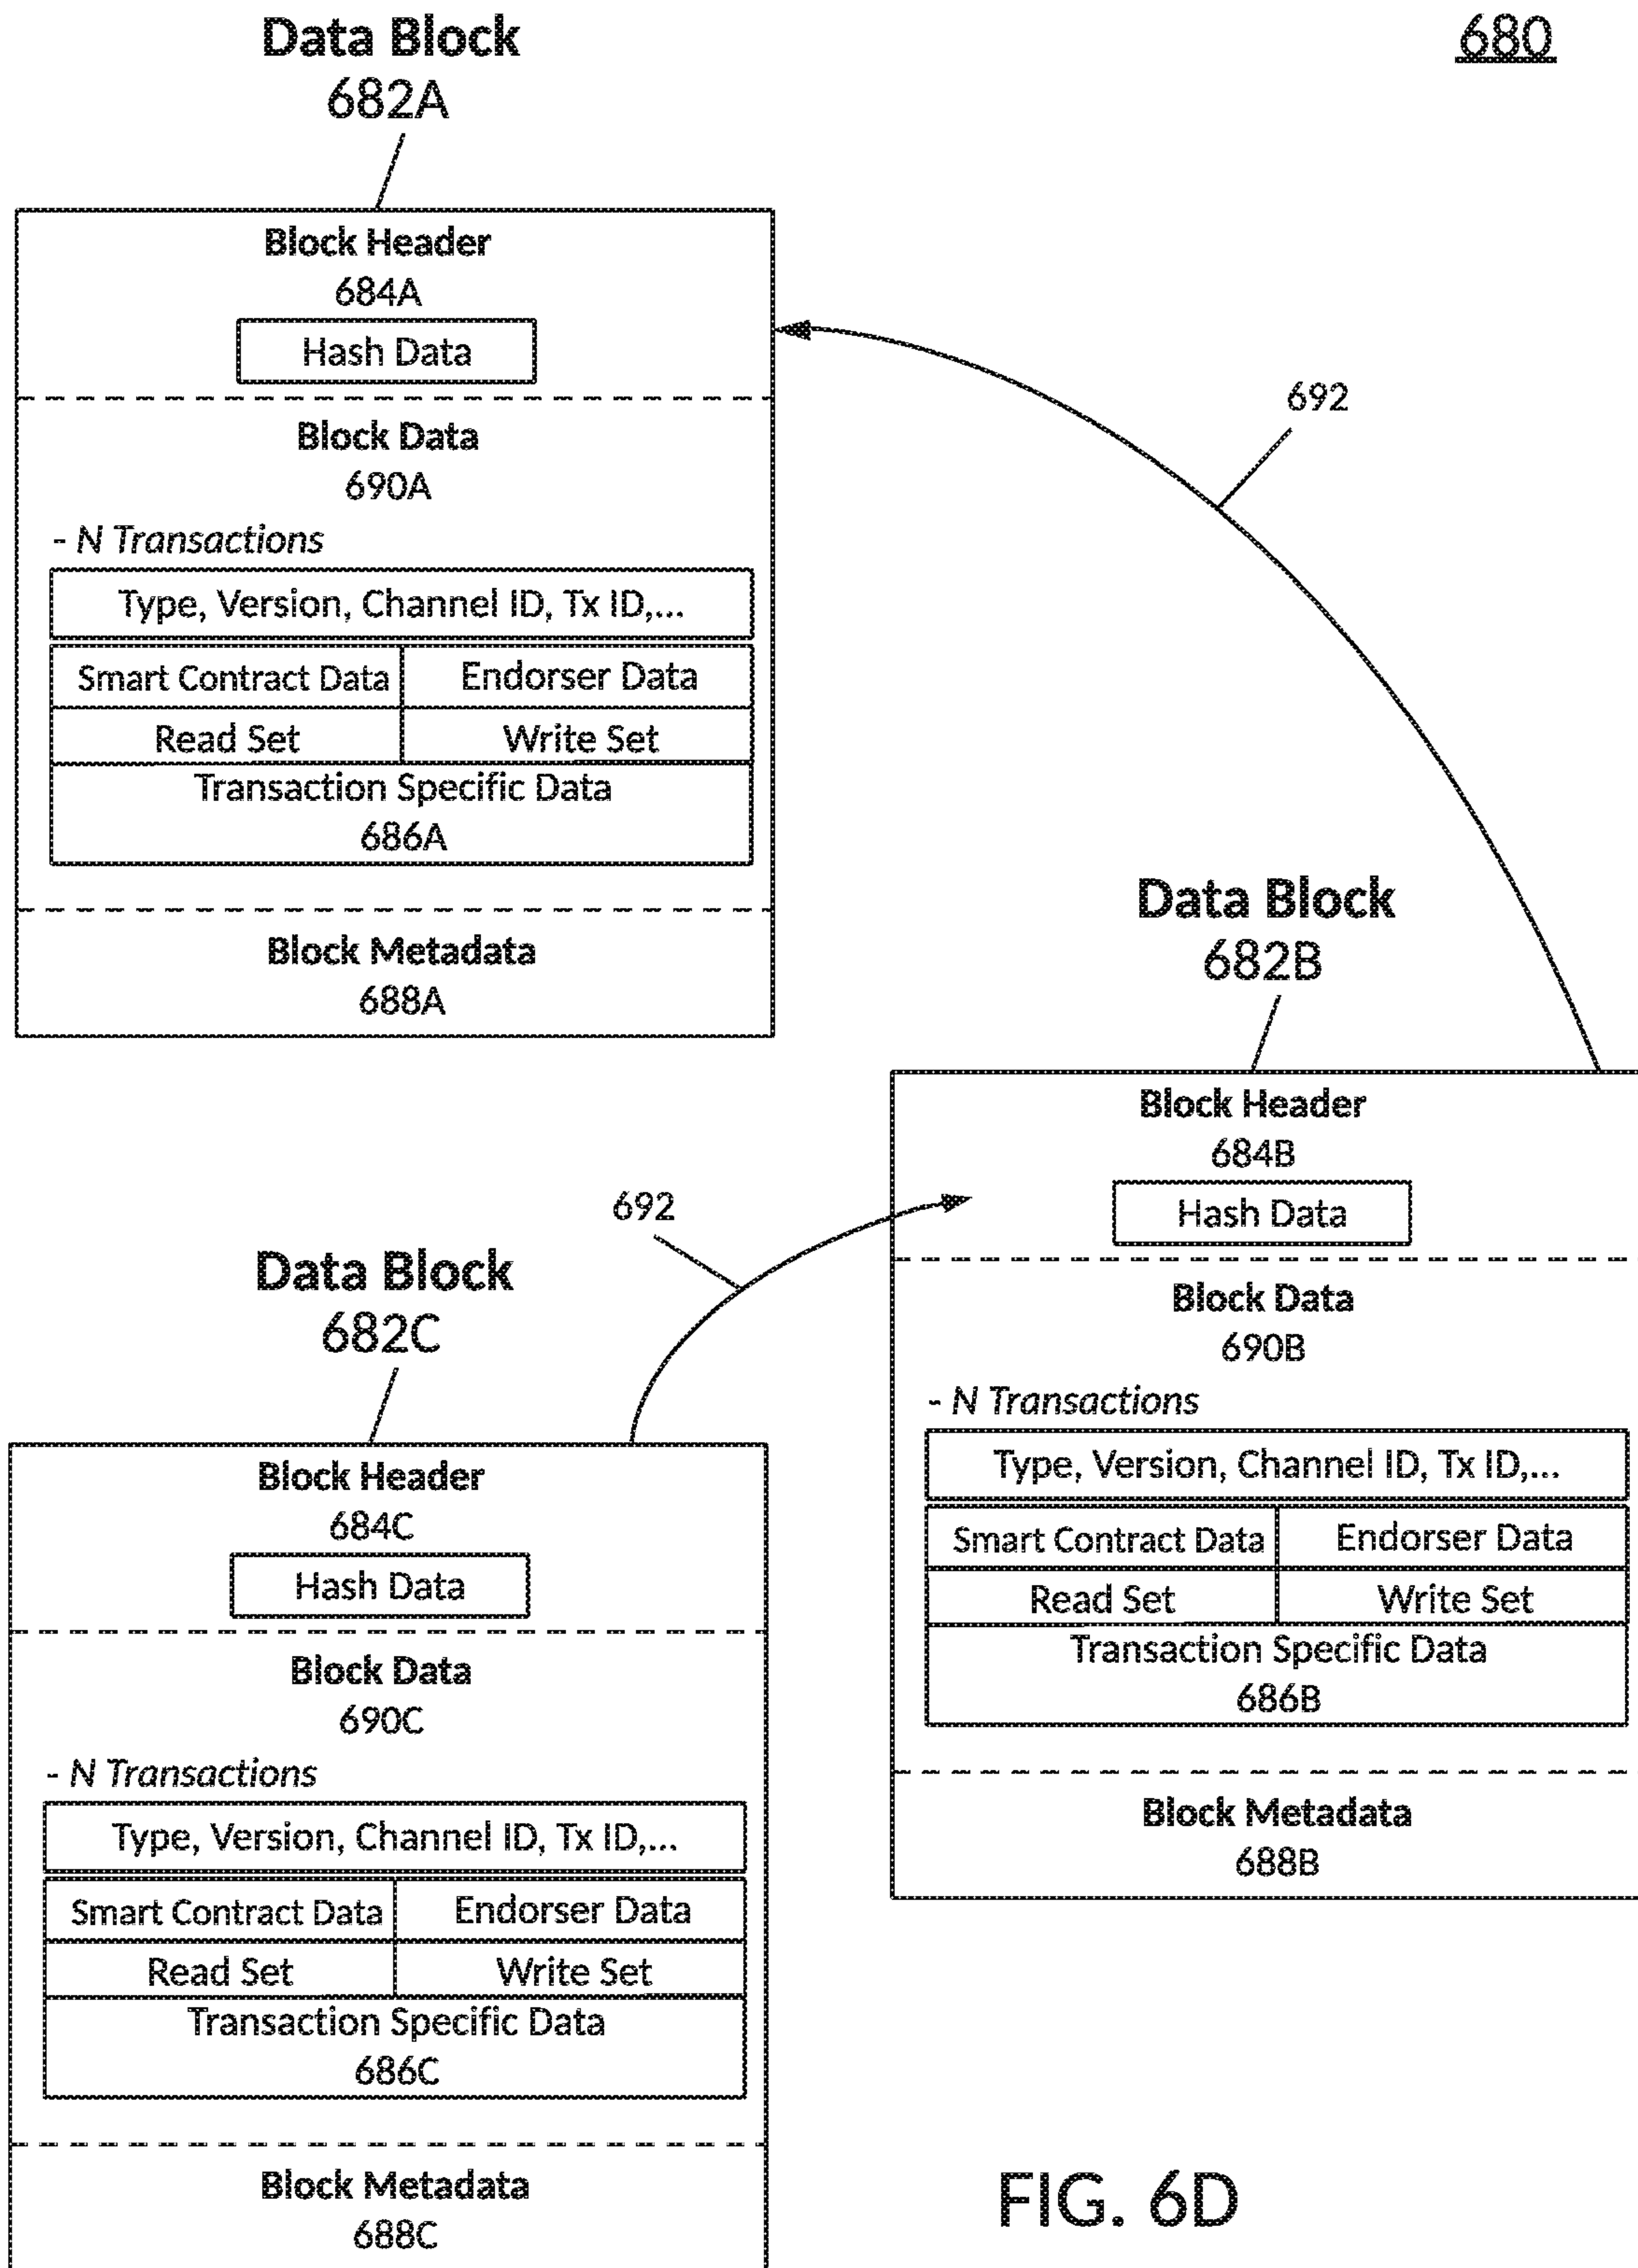 680
Data Block
682A
Block Header
684A
Hash Data
Block Data
690A
- N Transactions
Type, Version, Channel ID, Tx ID,...
Smart Contract Data
Endorser Data
Read Set
Write Set
Transaction Specific Data
686A
Block Metadata
688A
692
Data Block
682B
Block Header
684B
Hash Data
Block Data
690B
- N Transactions
Type, Version, Channel ID, Tx ID,...
Smart Contract Data
Endorser Data
Read Set
Write Set
Transaction Specific Data
686B
Block Metadata
688B
692
Data Block
682C
Block Header
684C
Hash Data
Block Data
690C
- N Transactions
Type, Version, Channel ID, Tx ID,...
Smart Contract Data
Endorser Data
Read Set
Write Set
Transaction Specific Data
686C
Block Metadata
688C
FIG. 6D